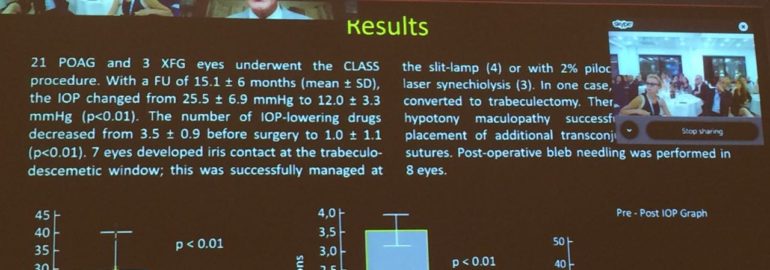 Results
21 POAG and 3 XFG eyes underwent the CLASS
procedure. With a FU of 15.1 ± 6 months (mean ± SD),
the IOP changed from 25.5 ± 6.9 mmHg to 12.0 ± 3.3
mmHg (p<0.01). The number of IOP-lowering drugs
decreased from 3.5 ± 0.9 before surgery to 1.0 ± 1.1
(p<0.01). 7 eyes developed iris contact at the trabeculo-
descemetic window; this was successfully managed at
the slit-lamp (4) or with 2% piloc
laser synechiolysis (3). In one case,
converted to trabeculectomy. Ther
hypotony maculopathy successf
placement of additional transconj
sutures. Post-operative bleb needling was performed in
8 eyes.
skype
Stop sharing
45
40
35
30
p < 0.01
4,0
3,5
3,0
2,5
p < 0.01
Pre - Post IOP Graph
50
40